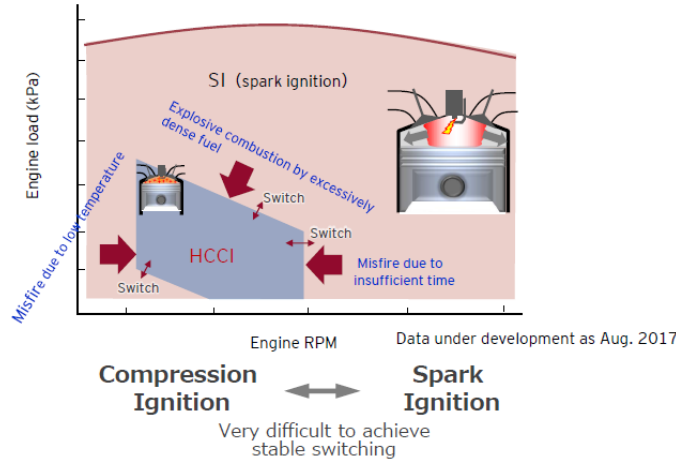 Engine load (kPa)
SI (spark ignition)
Explosive combustion by excessively
dense fuel
Misfire due to low temperature
Switch
Switch
HCCI
Switch
Misfire due to
insufficient time
Engine RPM
Data under development as Aug. 2017
Compression
Ignition
Spark
Ignition
Very difficult to achieve
stable switching